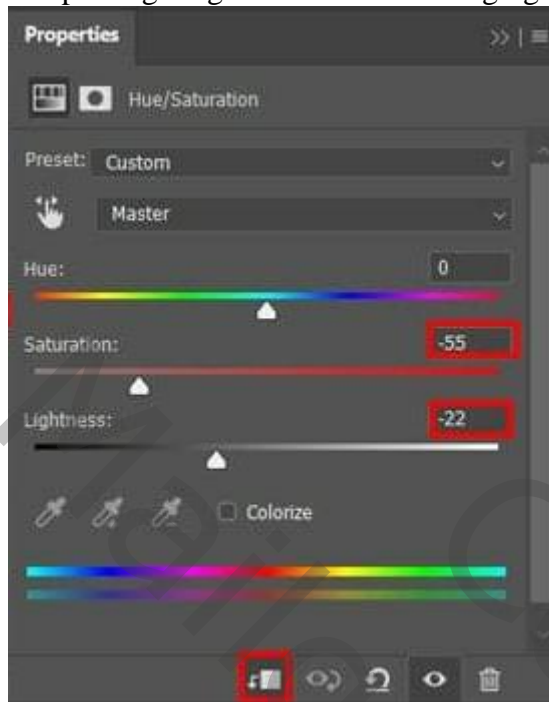 Properties
Hue/Saturation
Preset: Custom
Master
Hue: 0
Saturation: -55
Lightness: -22
Colorize